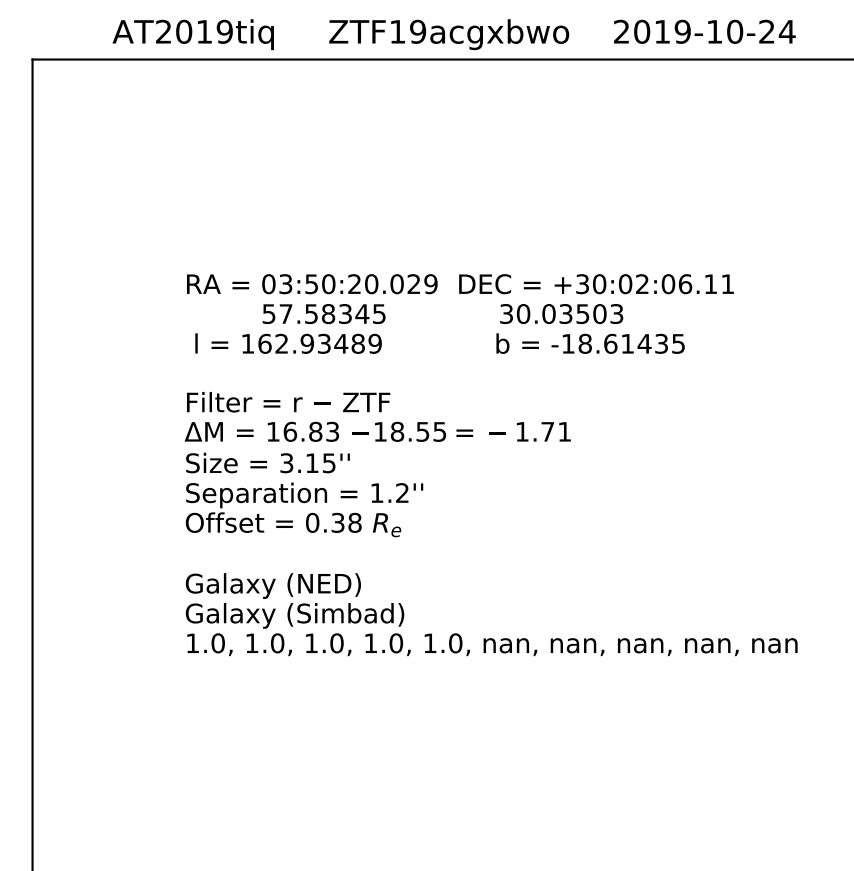 AT2019tiq ZTF19acgxbwo 2019-10-24
RA = 03:50:20.029 DEC = +30:02:06.11
57.58345 30.03503
l = 162.93489 b = -18.61435
Filter = r − ZTF
ΔM = 16.83 −18.55 = − 1.71
Size = 3.15''
Separation = 1.2''
Offset = 0.38 Re
Galaxy (NED)
Galaxy (Simbad)
1.0, 1.0, 1.0, 1.0, 1.0, nan, nan, nan, nan, nan